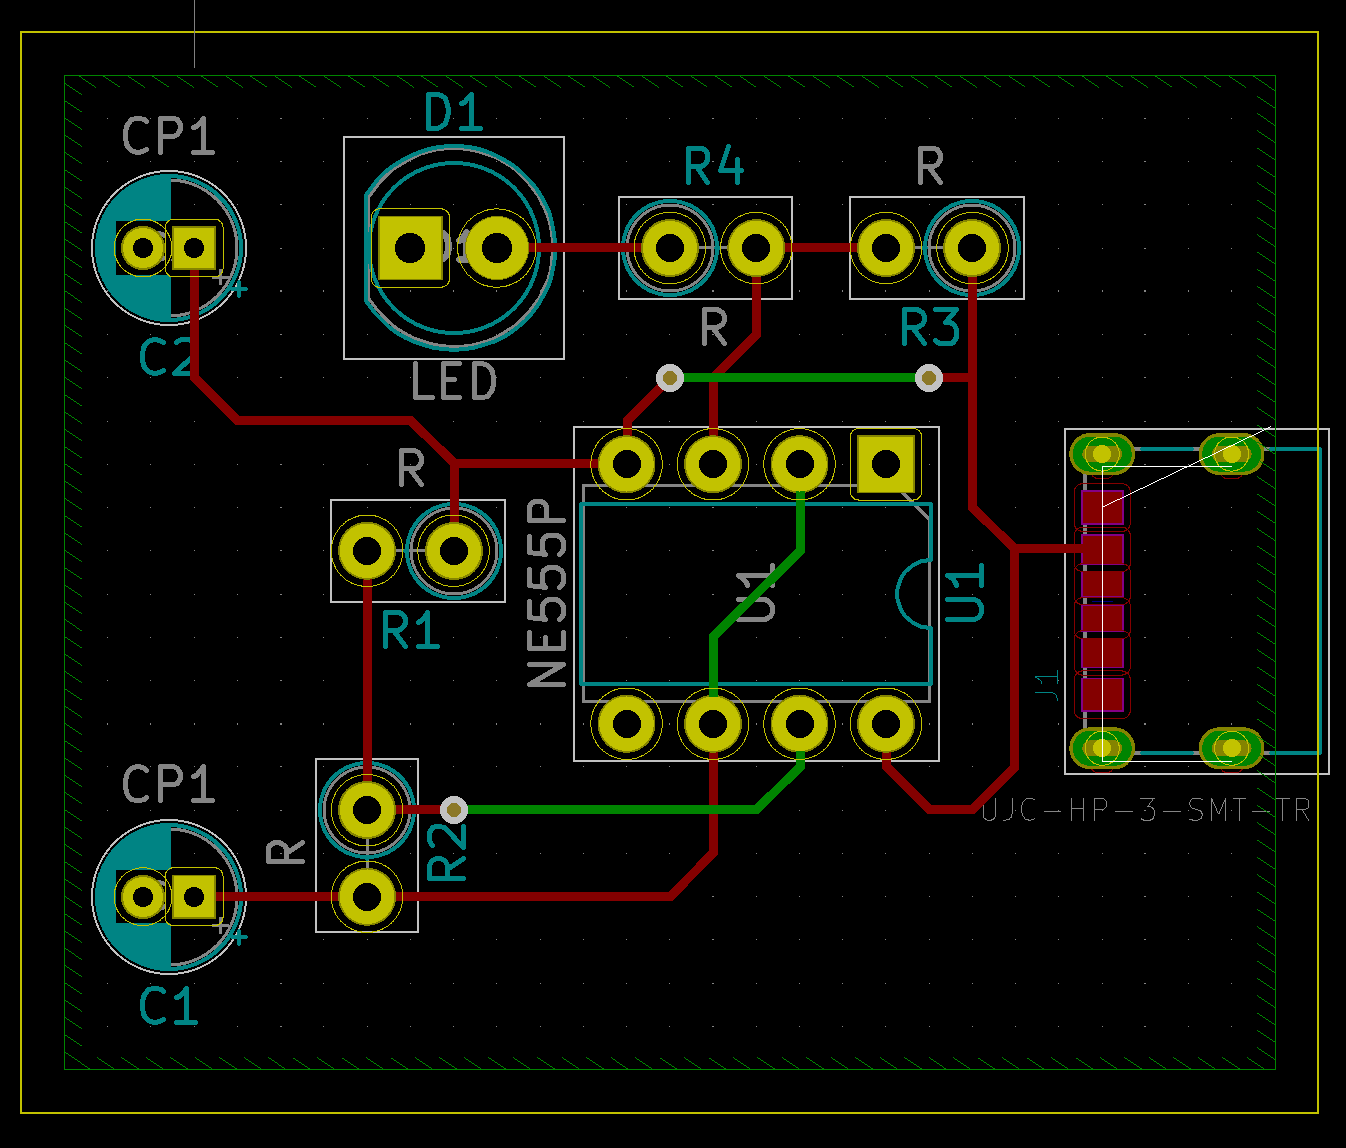 D1
CP1
R4
R
C2
LED
R
R3
R
R1
NE555P
U1
U1
J1
UJC-HP-3-SMT-TR
CP1
R
R2
C1